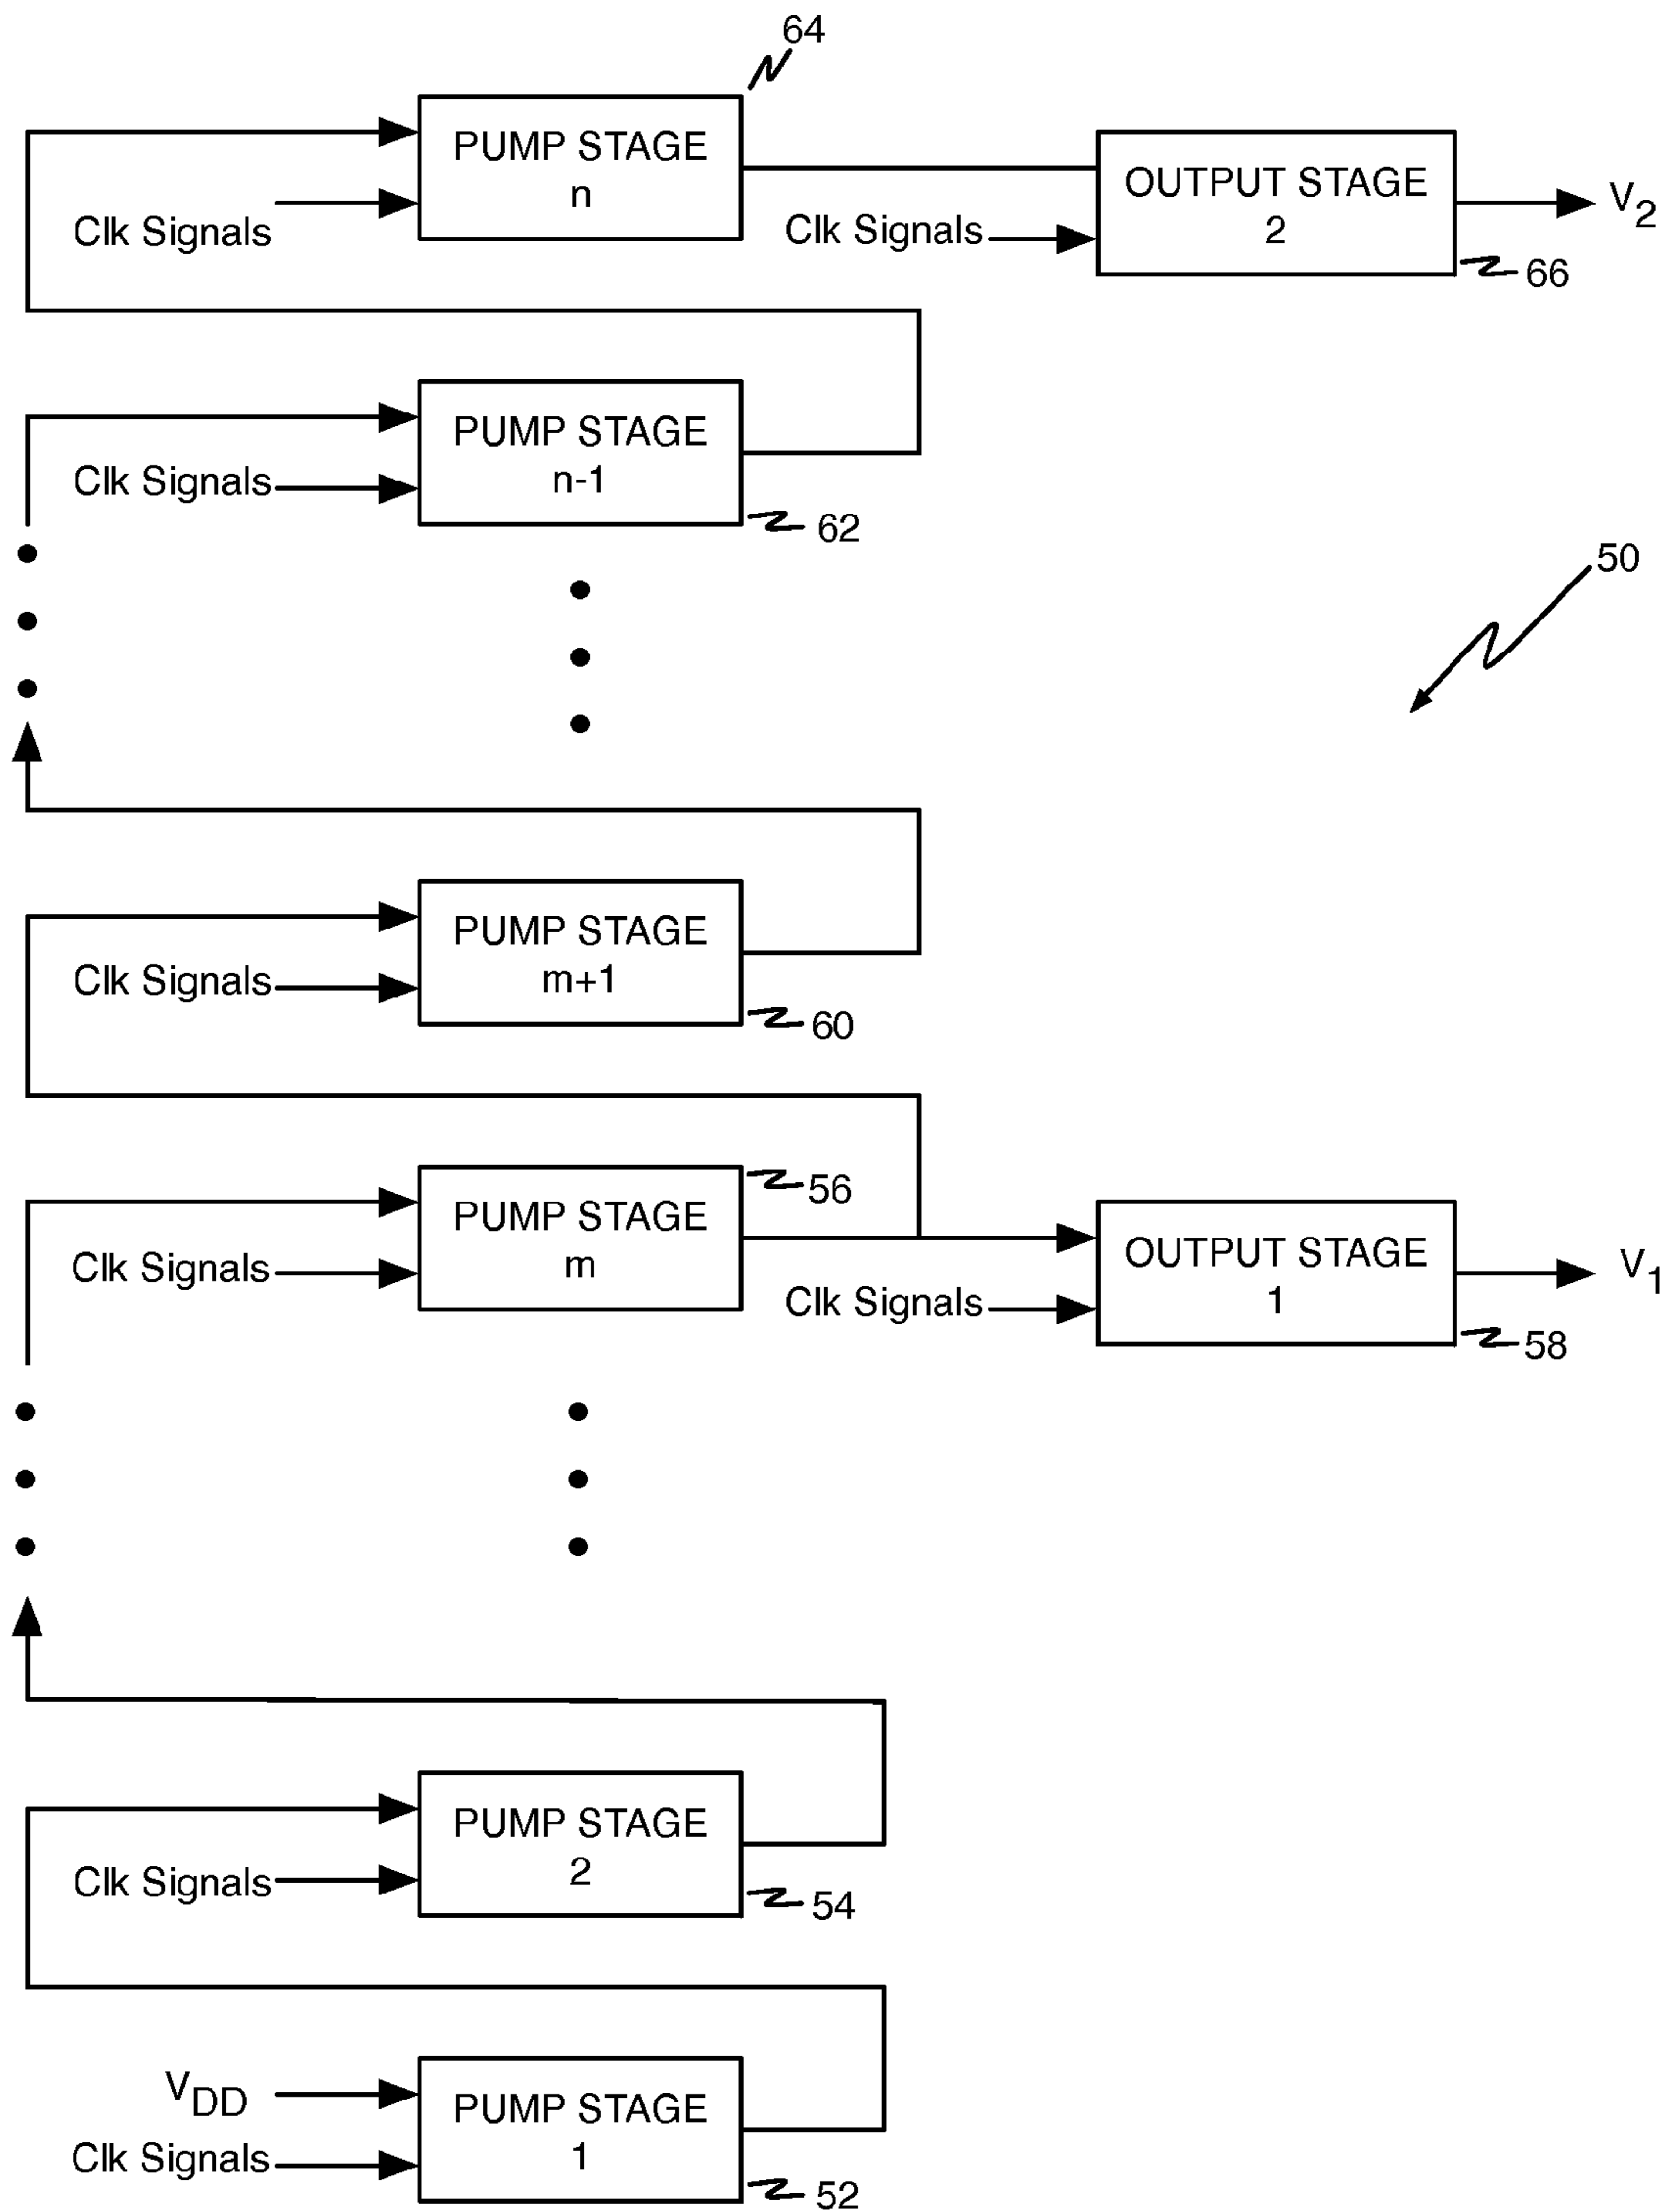 64
PUMP STAGE
n
Clk Signals
OUTPUT STAGE
2
V2
Clk Signals
66
PUMP STAGE
n-1
Clk Signals
62
50
PUMP STAGE
m+1
Clk Signals
60
56
PUMP STAGE
m
Clk Signals
OUTPUT STAGE
1
V1
Clk Signals
58
PUMP STAGE
2
Clk Signals
54
VDD
PUMP STAGE
1
Clk Signals
52